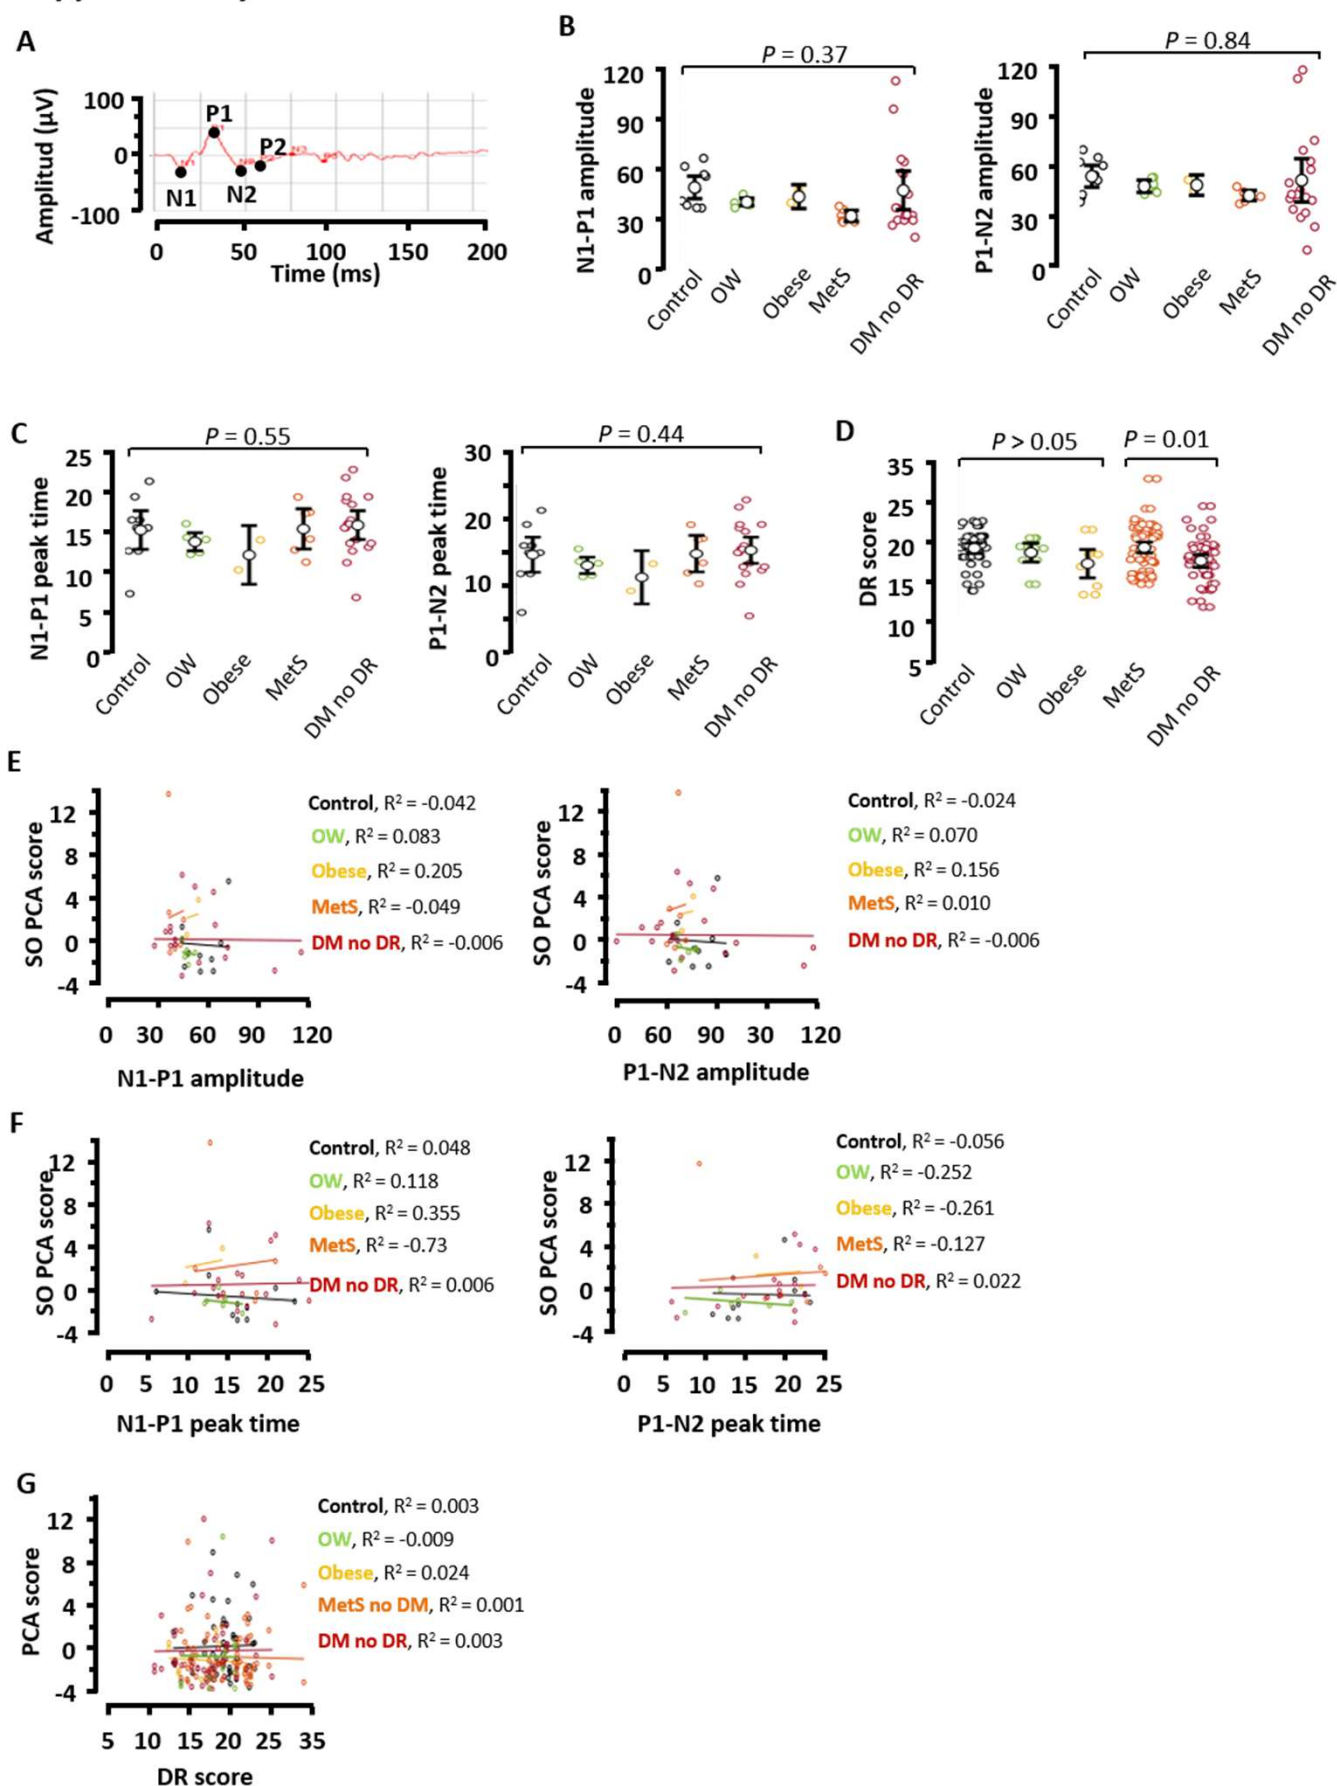 A
Amplitud (µV)
100
0
-100
P1
P2
N1
N2
0 50 100 150 200
Time (ms)
B
P = 0.37
N1-P1 amplitude
120
90
60
30
0
Control OW Obese MetS DM no DR
P = 0.84
P1-N2 amplitude
120
90
60
30
0
Control OW Obese MetS DM no DR
C
P = 0.55
N1-P1 peak time
25
20
15
10
5
0
Control OW Obese MetS DM no DR
P = 0.44
P1-N2 peak time
30
20
10
0
Control OW Obese MetS DM no DR
D
P > 0.05 P = 0.01
DR score
35
25
20
15
10
5
Control OW Obese MetS DM no DR
E
SO PCA score
12
8
4
0
-4
Control, R² = -0.042
OW, R² = 0.083
Obese, R² = 0.205
MetS, R² = -0.049
DM no DR, R² = -0.006
0 30 60 90 120
N1-P1 amplitude
SO PCA score
12
8
4
0
-4
Control, R² = -0.024
OW, R² = 0.070
Obese, R² = 0.156
MetS, R² = 0.010
DM no DR, R² = -0.006
0 60 90 30 120
P1-N2 amplitude
F
SO PCA score
12
8
4
0
-4
Control, R² = 0.048
OW, R² = 0.118
Obese, R² = 0.355
MetS, R² = -0.73
DM no DR, R² = 0.006
0 5 10 15 20 25
N1-P1 peak time
SO PCA score
12
8
4
0
-4
Control, R² = -0.056
OW, R² = -0.252
Obese, R² = -0.261
MetS, R² = -0.127
DM no DR, R² = 0.022
0 5 10 15 20 25
P1-N2 peak time
G
PCA score
12
8
4
0
-4
Control, R² = 0.003
OW, R² = -0.009
Obese, R² = 0.024
MetS no DM, R² = 0.001
DM no DR, R² = 0.003
5 10 15 20 25 35
DR score